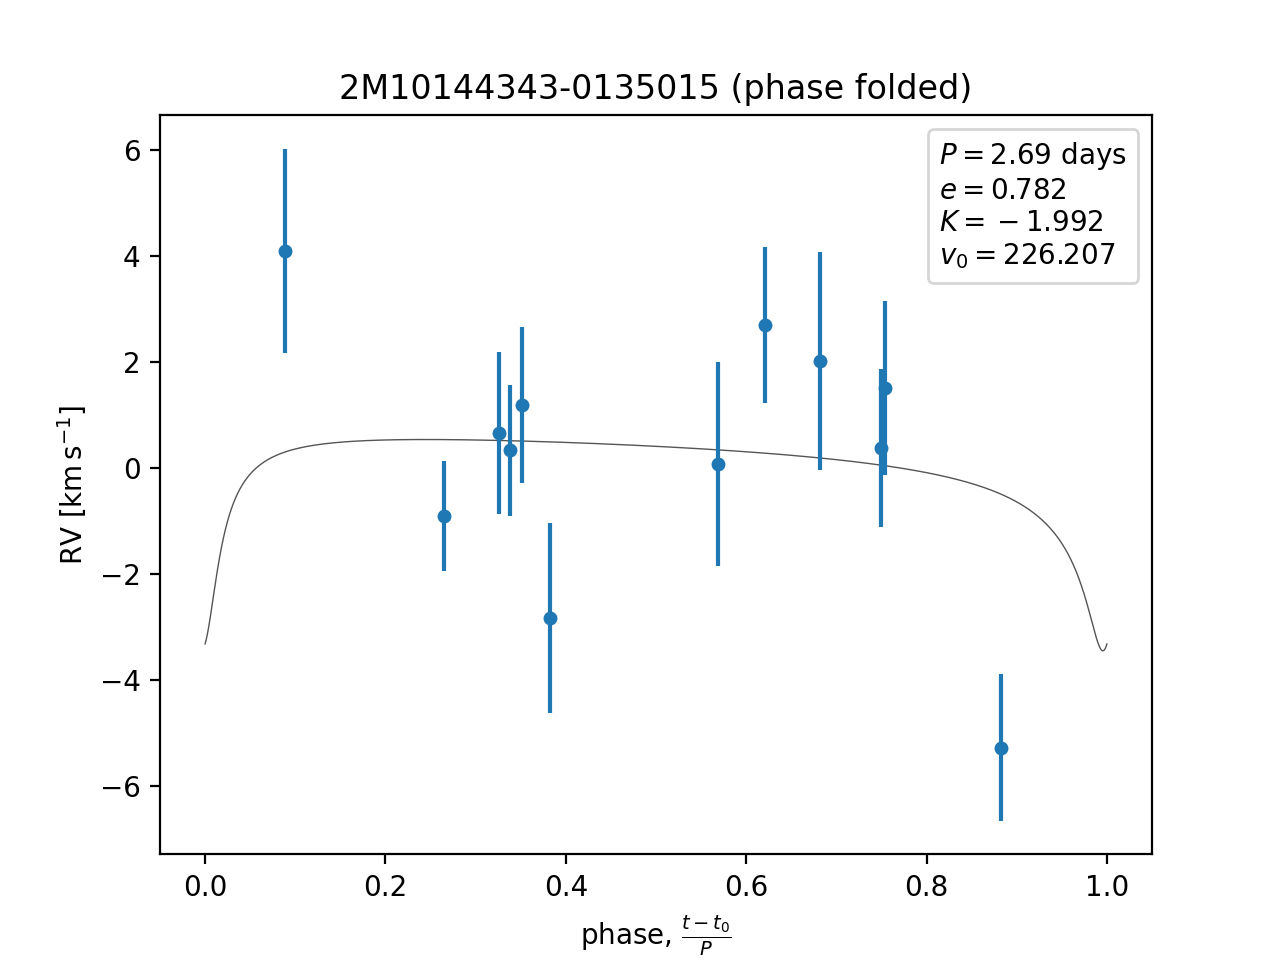 2M10144343-0135015 (phase folded)
P = 2.69 days
e = 0.782
K = −1.992
v₀ = 226.207
RV [km s⁻¹]
6
4
2
0
−2
−4
−6
0.0 0.2 0.4 0.6 0.8 1.0
phase, (t − t₀)/P